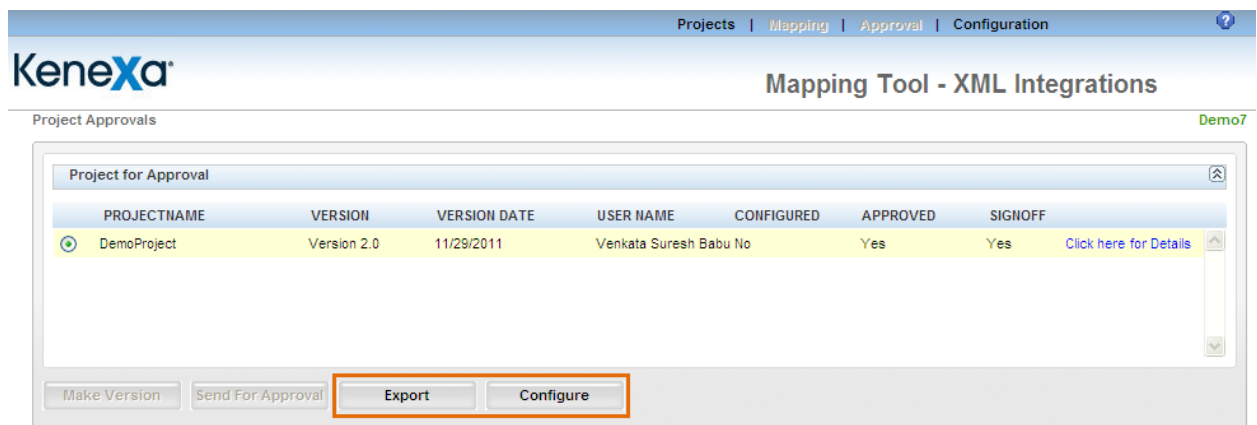 Projects | Mapping | Approval | Configuration ?
Kenexa
Mapping Tool - XML Integrations
Project Approvals Demo7
Project for Approval
PROJECTNAME VERSION VERSION DATE USER NAME CONFIGURED APPROVED SIGNOFF
DemoProject Version 2.0 11/29/2011 Venkata Suresh Babu No Yes Yes Click here for Details
Make Version Send For Approval Export Configure